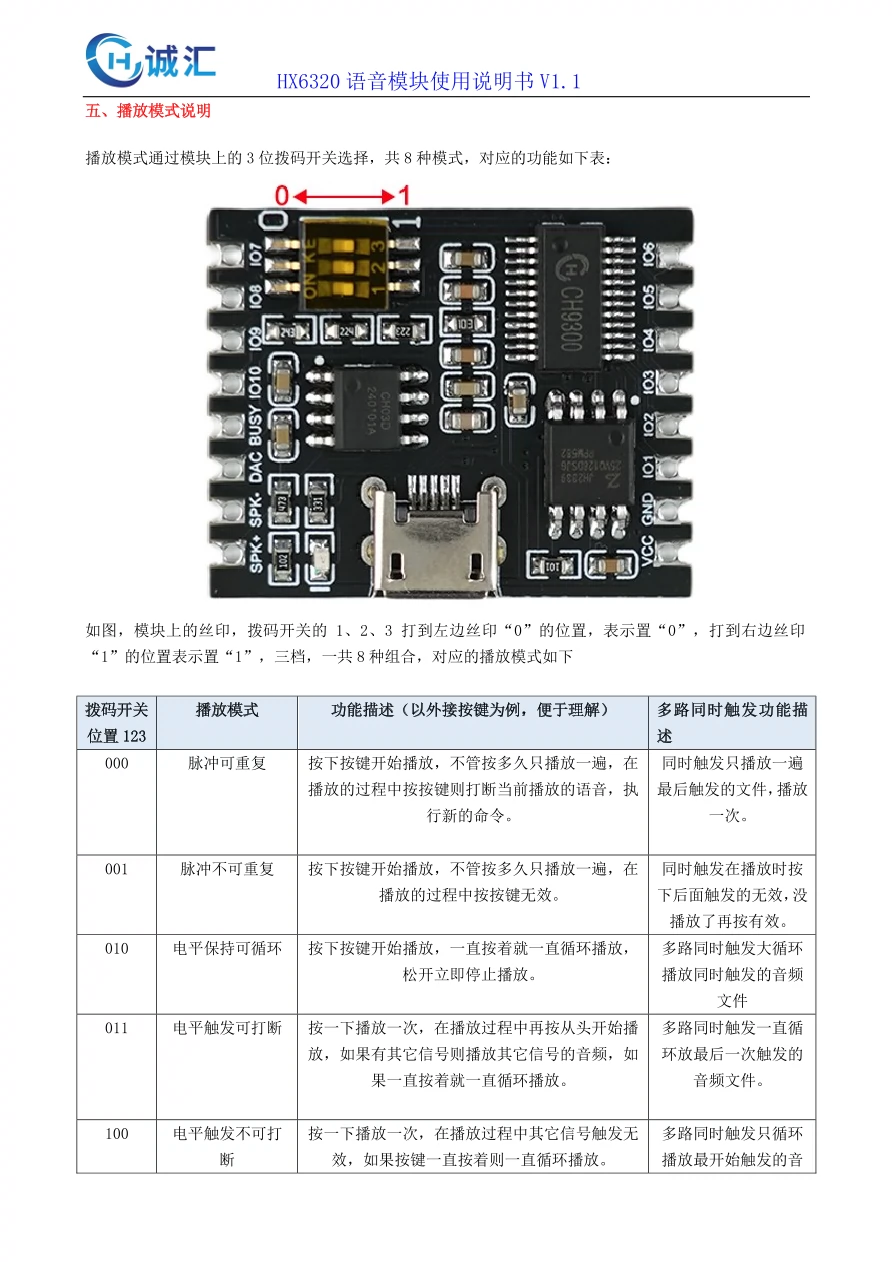 诚汇
HX6320 语音模块使用说明书 V1.1
五、播放模式说明
播放模式通过模块上的 3 位拨码开关选择，共 8 种模式，对应的功能如下表：
0 1
0 1
IO7
IO8
IO9
IO10
BUSY
DAC
SPK-
SPK+
ON KE
1 2 3
224
223
103
CH9300
CH03D
240101A
473
331
102
101
IO6
IO5
IO4
IO3
IO2
IO1
GND
VCC
如图，模块上的丝印，拨码开关的 1、2、3 打到左边丝印“0”的位置，表示置“0”，打到右边丝印
“1”的位置表示置“1”，三档，一共 8 种组合，对应的播放模式如下
拨码开关
位置 123
播放模式
功能描述（以外接按键为例，便于理解）
多路同时触发功能描
述
000
脉冲可重复
按下按键开始播放，不管按多久只播放一遍，在
播放的过程中按按键则打断当前播放的语音，执
行新的命令。
同时触发只播放一遍
最后触发的文件，播放
一次。
001
脉冲不可重复
按下按键开始播放，不管按多久只播放一遍，在
播放的过程中按按键无效。
同时触发在播放时按
下后面触发的无效，没
播放了再按有效。
010
电平保持可循环
按下按键开始播放，一直按着就一直循环播放，
松开立即停止播放。
多路同时触发大循环
播放同时触发的音频
文件
011
电平触发可打断
按一下播放一次，在播放过程中再按从头开始播
放，如果有其它信号则播放其它信号的音频，如
果一直按着就一直循环播放。
多路同时触发一直循
环放最后一次触发的
音频文件。
100
电平触发不可打
断
按一下播放一次，在播放过程中其它信号触发无
效，如果按键一直按着则一直循环播放。
多路同时触发只循环
播放最开始触发的音